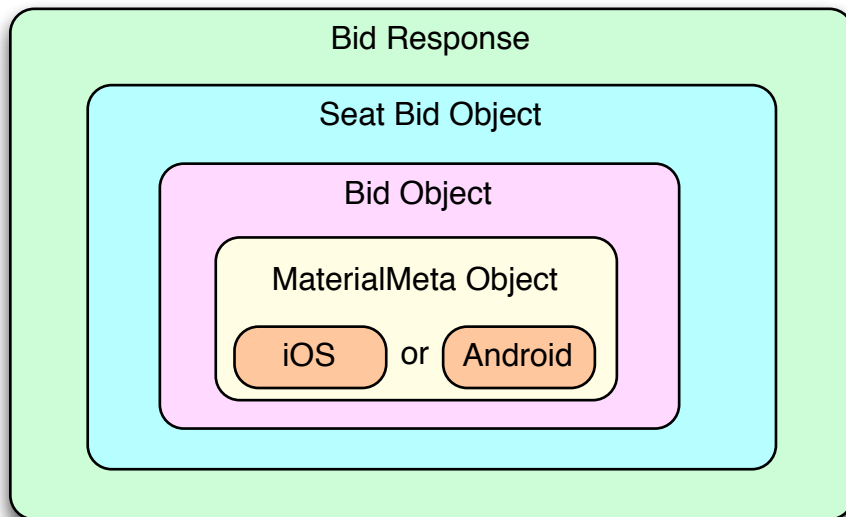 Bid Response
Seat Bid Object
Bid Object
MaterialMeta Object
iOS or Android